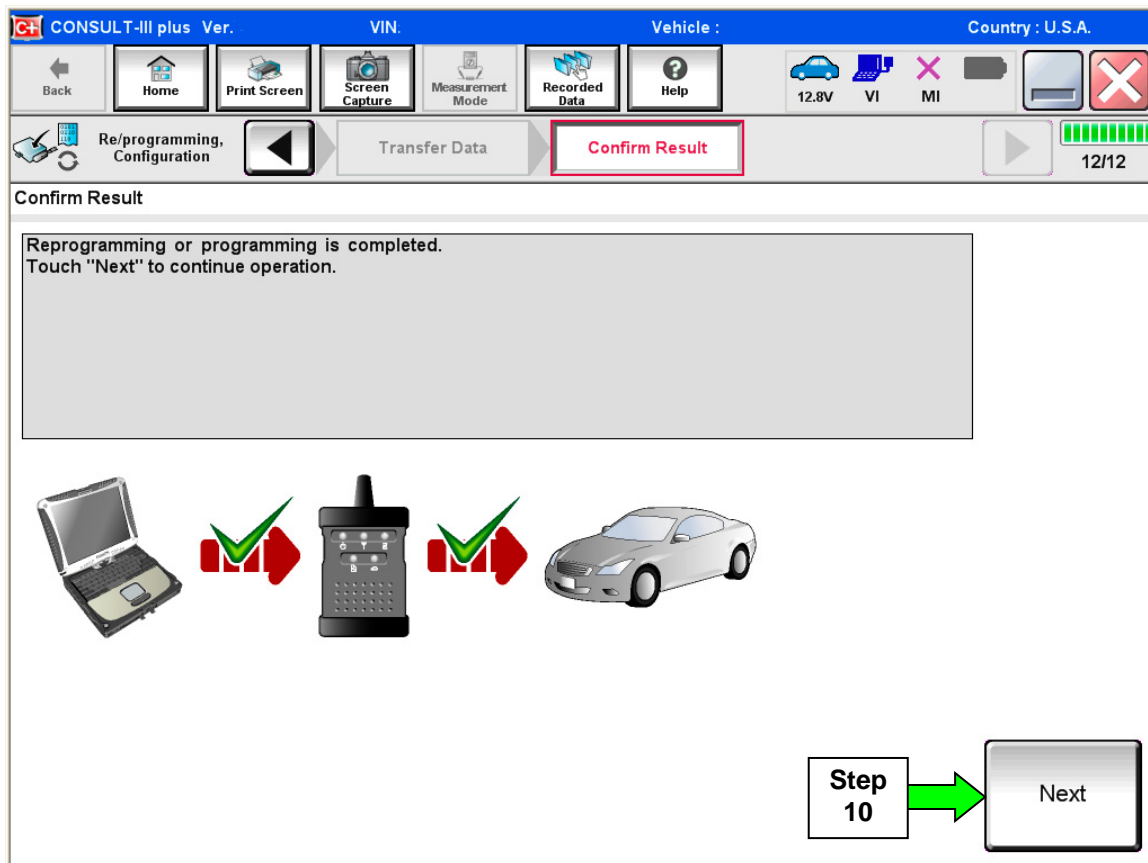 C+ CONSULT-III plus Ver. VIN: Vehicle : Country : U.S.A.
Back
Home
Print Screen
Screen
Capture
Measurement
Mode
Recorded
Data
Help
12.8V
VI
MI
Re/programming,
Configuration
Transfer Data
Confirm Result
12/12
Confirm Result
Reprogramming or programming is completed.
Touch "Next" to continue operation.
Step
10
Next